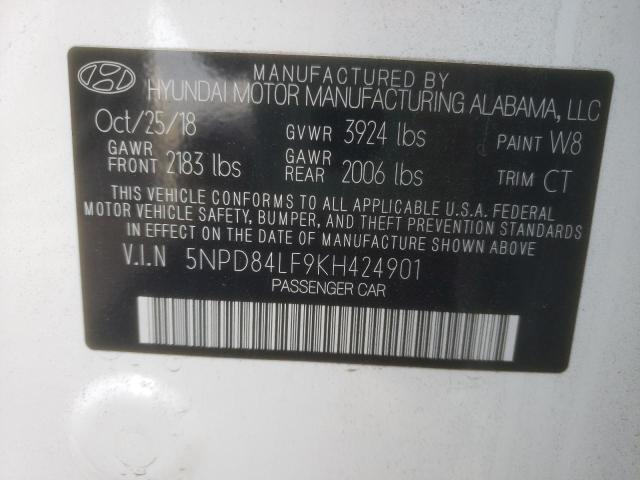 MANUFACTURED BY
HYUNDAI MOTOR MANUFACTURING ALABAMA, LLC
Oct/25/18 GVWR 3924 lbs PAINT W8
GAWR FRONT 2183 lbs GAWR REAR 2006 lbs TRIM CT
THIS VEHICLE CONFORMS TO ALL APPLICABLE U.S.A. FEDERAL
MOTOR VEHICLE SAFETY, BUMPER, AND THEFT PREVENTION STANDARDS
IN EFFECT ON THE DATE OF MANUFACTURE SHOWN ABOVE.
V.I.N 5NPD84LF9KH424901
PASSENGER CAR